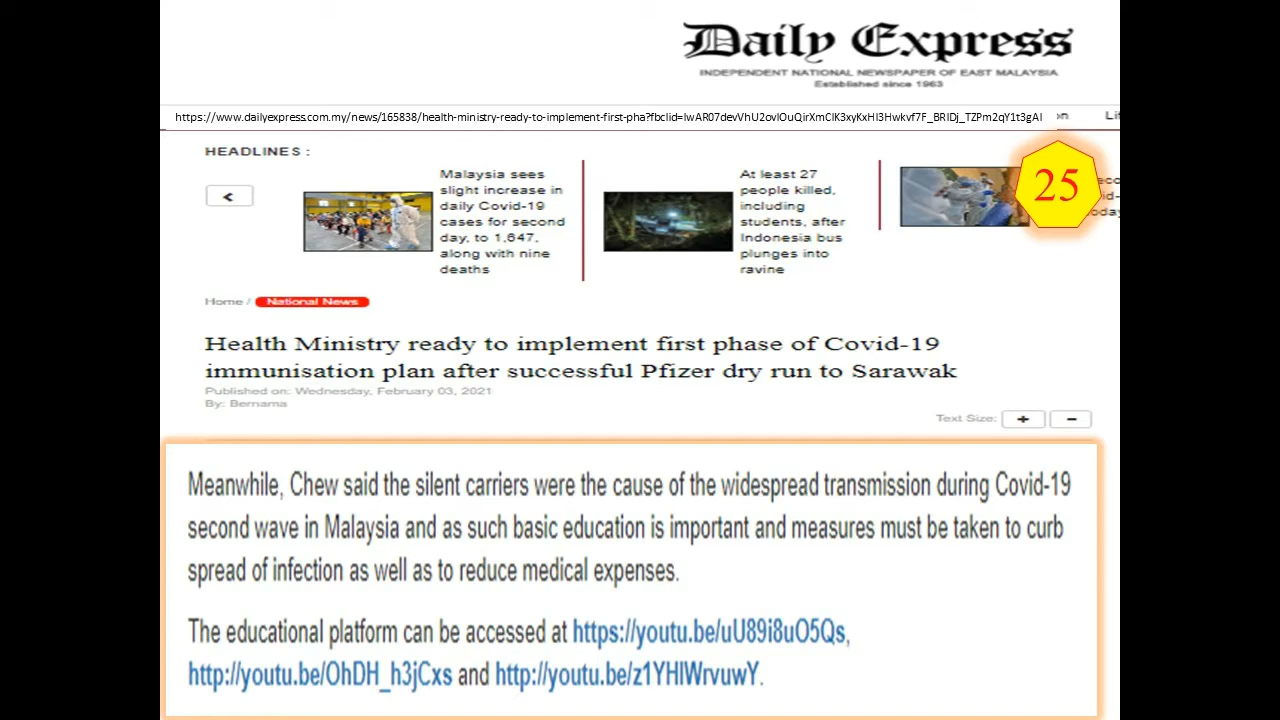 Daily Express
INDEPENDENT NATIONAL NEWSPAPER OF EAST MALAYSIA
Established since 1963
https://www.dailyexpress.com.my/news/165838/health-ministry-ready-to-implement-first-pha?fbclid=IwAR07devVhU2ovIOuQirXmCIK3xyKxHI3Hwkvf7F_BRIDj_TZPm2qY1t3gAI
HEADLINES :
Malaysia sees
slight increase in
daily Covid-19
cases for second
day, to 1,647,
along with nine
deaths
At least 27
people killed,
including
students, after
Indonesia bus
plunges into
ravine
25
Home / National News
Health Ministry ready to implement first phase of Covid-19
immunisation plan after successful Pfizer dry run to Sarawak
Published on: Wednesday, February 03, 2021
By: Bernama
Text Size: + -
Meanwhile, Chew said the silent carriers were the cause of the widespread transmission during Covid-19
second wave in Malaysia and as such basic education is important and measures must be taken to curb
spread of infection as well as to reduce medical expenses.
The educational platform can be accessed at https://youtu.be/uU89i8uO5Qs,
http://youtu.be/OhDH_h3jCxs and http://youtu.be/z1YHlWrvuwY.